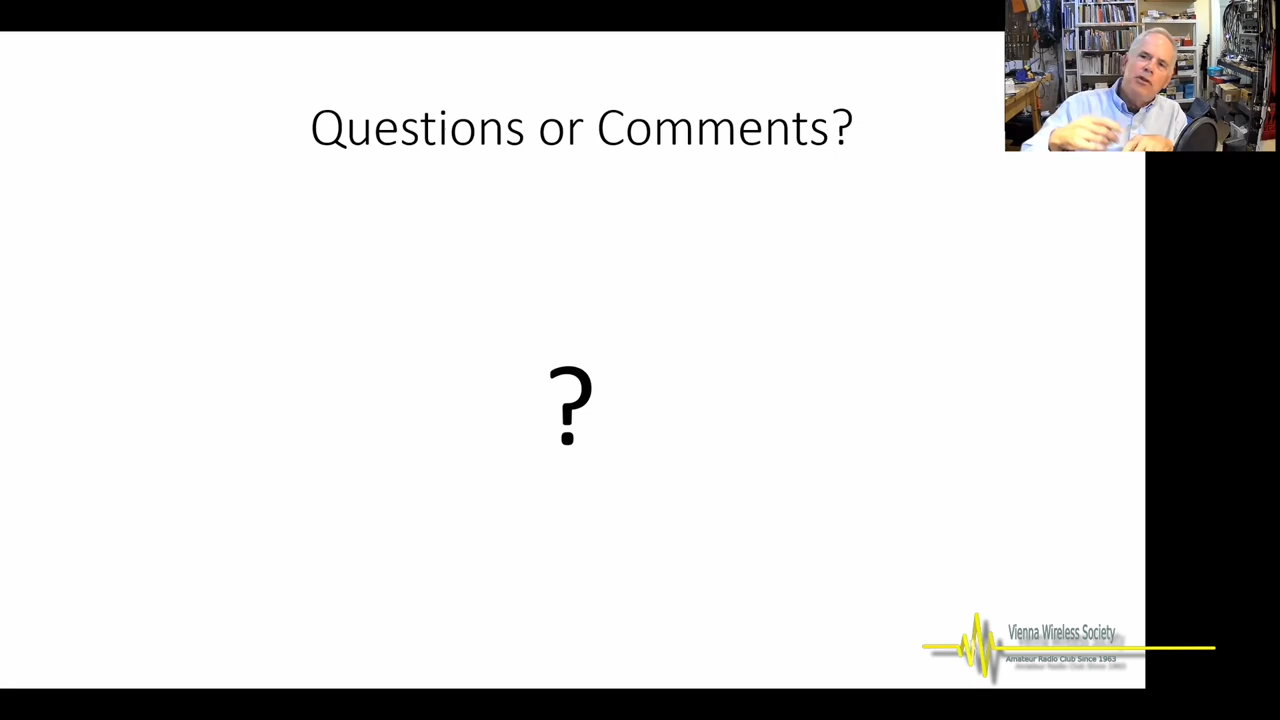 Questions or Comments?
?
Vienna Wireless Society
Amateur Radio Club Since 1963